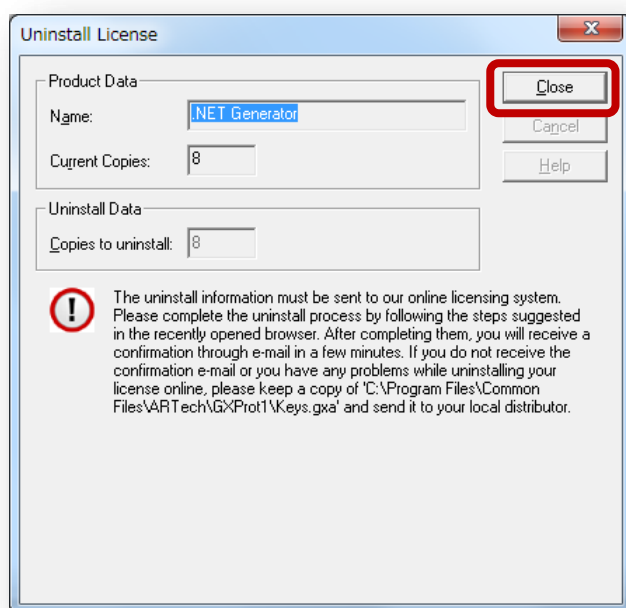 Uninstall License
Product Data
Name: .NET Generator
Current Copies: 8
Close
Cancel
Help
Uninstall Data
Copies to uninstall: 8
The uninstall information must be sent to our online licensing system.
Please complete the uninstall process by following the steps suggested
in the recently opened browser. After completing them, you will receive a
confirmation through e-mail in a few minutes. If you do not receive the
confirmation e-mail or you have any problems while uninstalling your
license online, please keep a copy of 'C:\Program Files\Common
Files\ARTech\GXProt1\Keys.gxa' and send it to your local distributor.